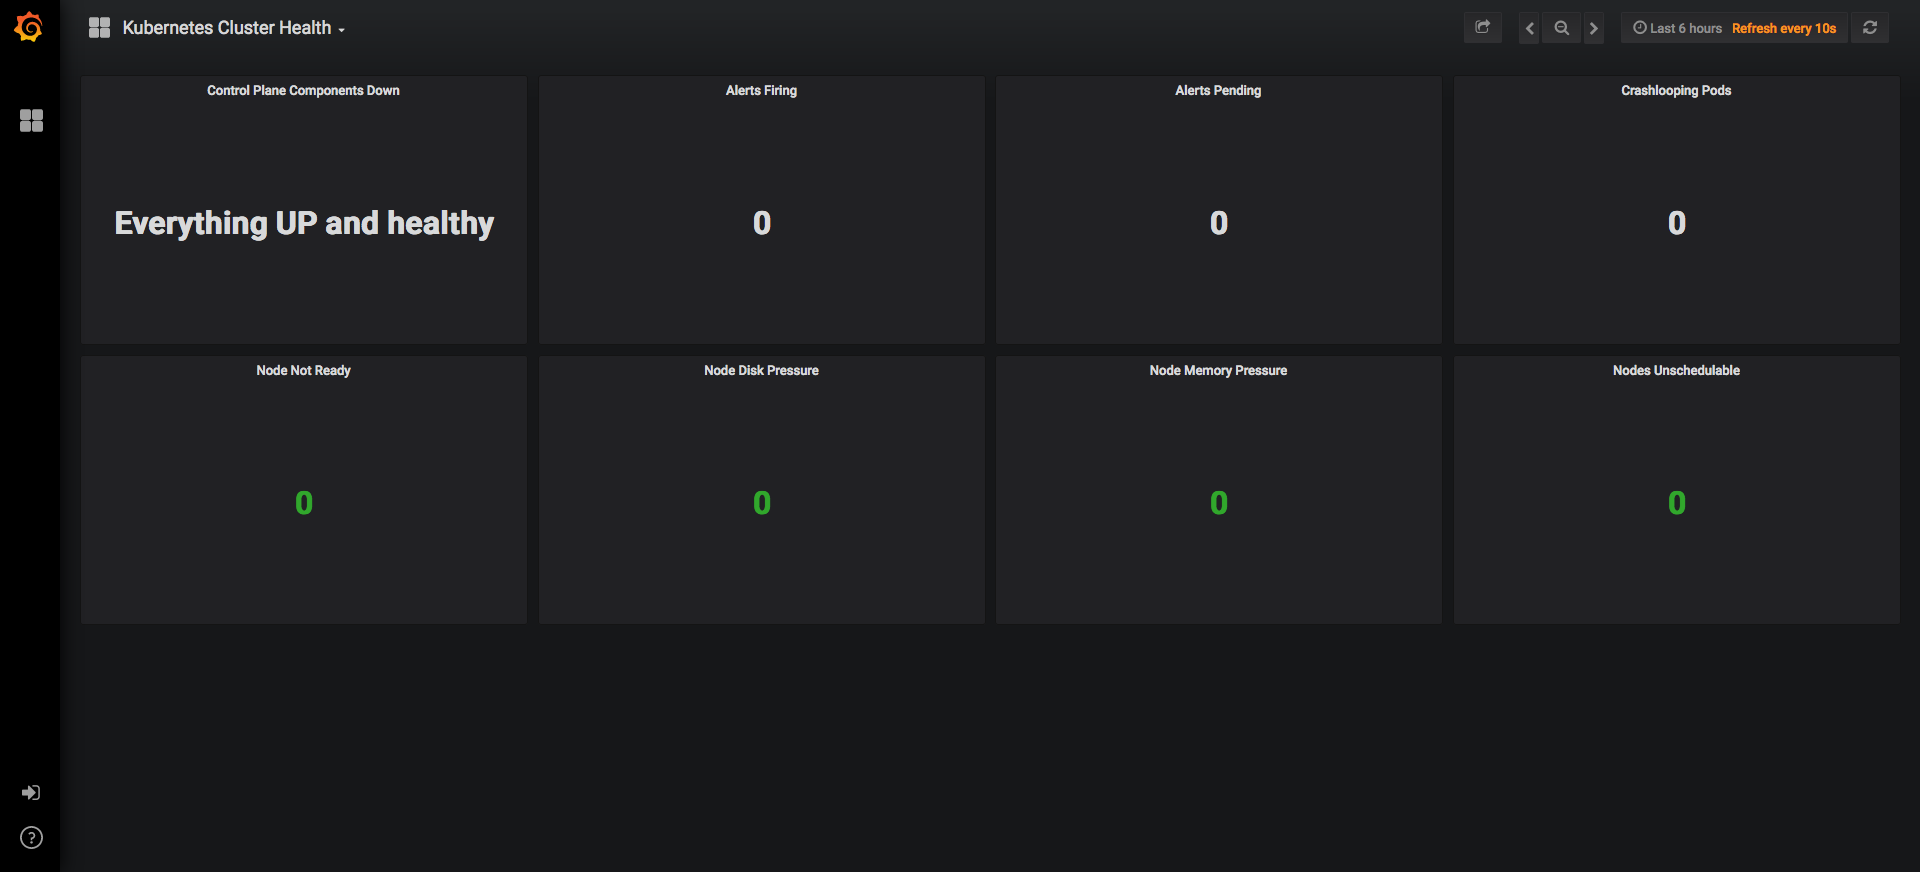 Kubernetes Cluster Health
Last 6 hours Refresh every 10s
Control Plane Components Down
Everything UP and healthy
Alerts Firing
0
Alerts Pending
0
Crashlooping Pods
0
Node Not Ready
0
Node Disk Pressure
0
Node Memory Pressure
0
Nodes Unschedulable
0
?